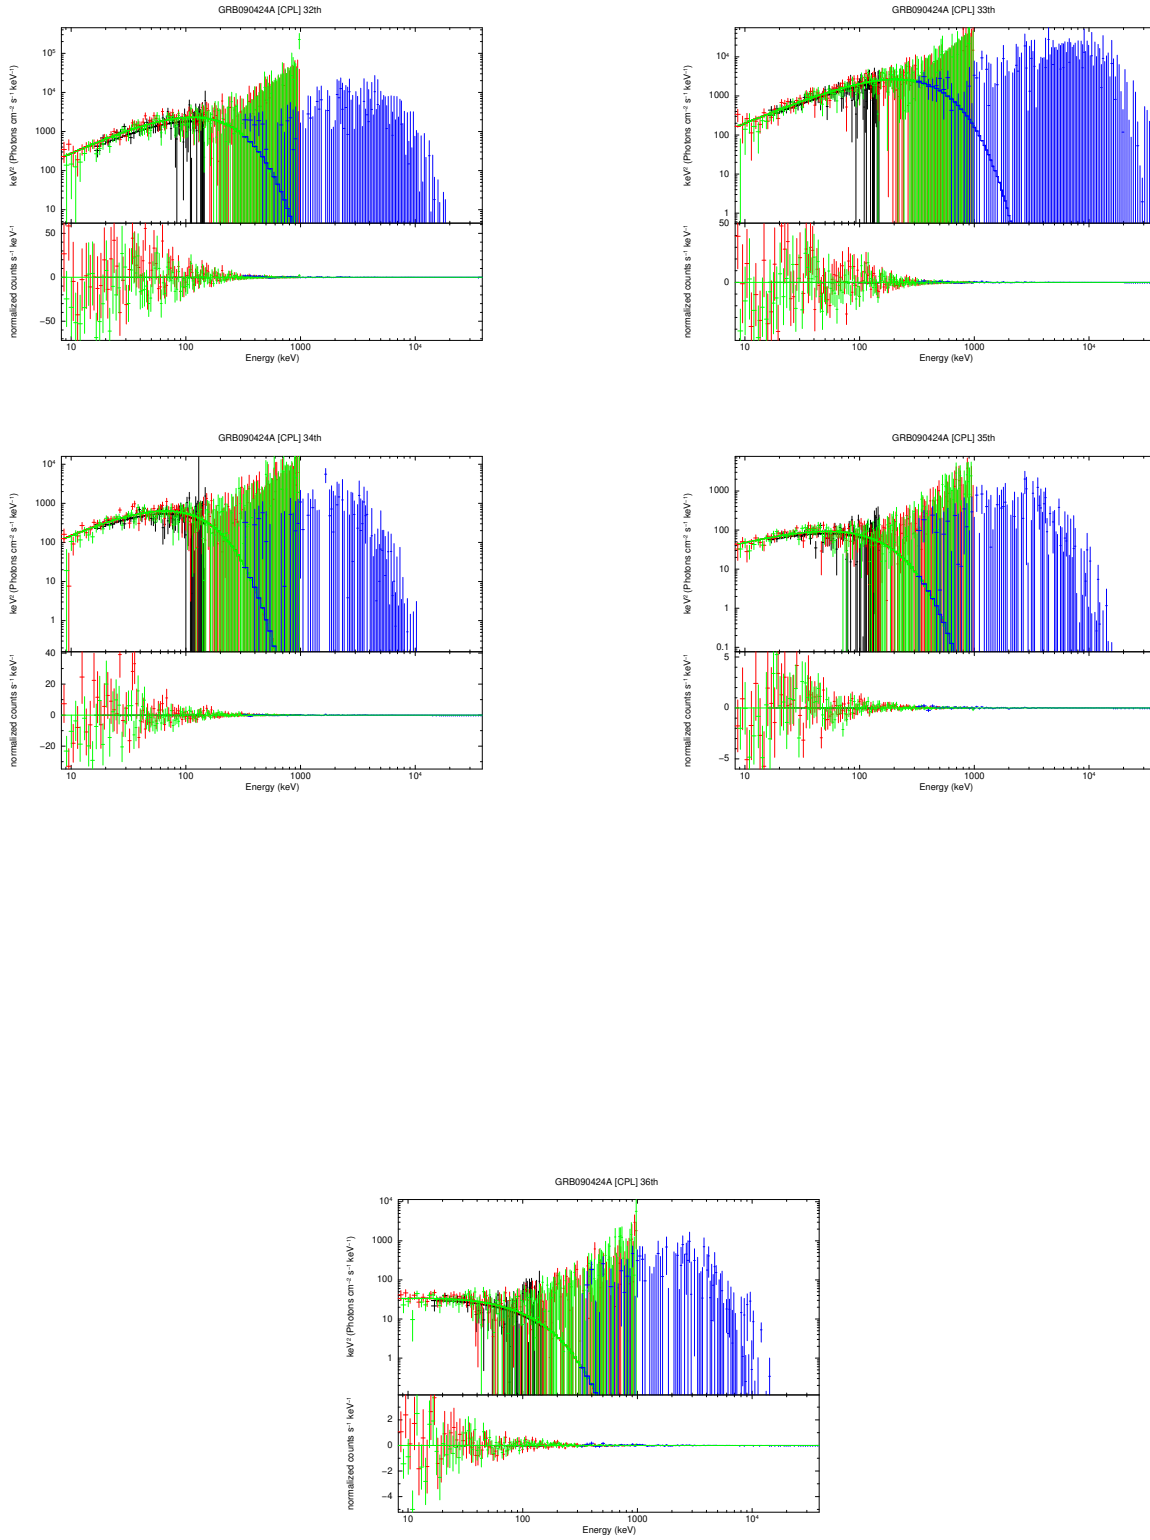 GRB090424A [CPL] 32th
10⁵
10⁴
1000
100
10
keV² (Photons cm⁻² s⁻¹ keV⁻¹)
50
0
−50
normalized counts s⁻¹ keV⁻¹
10 100 1000 10⁴
Energy (keV)
GRB090424A [CPL] 33th
10⁴
1000
100
10
1
keV² (Photons cm⁻² s⁻¹ keV⁻¹)
50
0
normalized counts s⁻¹ keV⁻¹
10 100 1000 10⁴
Energy (keV)
GRB090424A [CPL] 34th
10⁴
1000
100
10
1
keV² (Photons cm⁻² s⁻¹ keV⁻¹)
40
20
0
−20
normalized counts s⁻¹ keV⁻¹
10 100 1000 10⁴
Energy (keV)
GRB090424A [CPL] 35th
1000
100
10
1
0.1
keV² (Photons cm⁻² s⁻¹ keV⁻¹)
5
0
−5
normalized counts s⁻¹ keV⁻¹
10 100 1000 10⁴
Energy (keV)
GRB090424A [CPL] 36th
10⁴
1000
100
10
1
keV² (Photons cm⁻² s⁻¹ keV⁻¹)
2
0
−2
−4
normalized counts s⁻¹ keV⁻¹
10 100 1000 10⁴
Energy (keV)